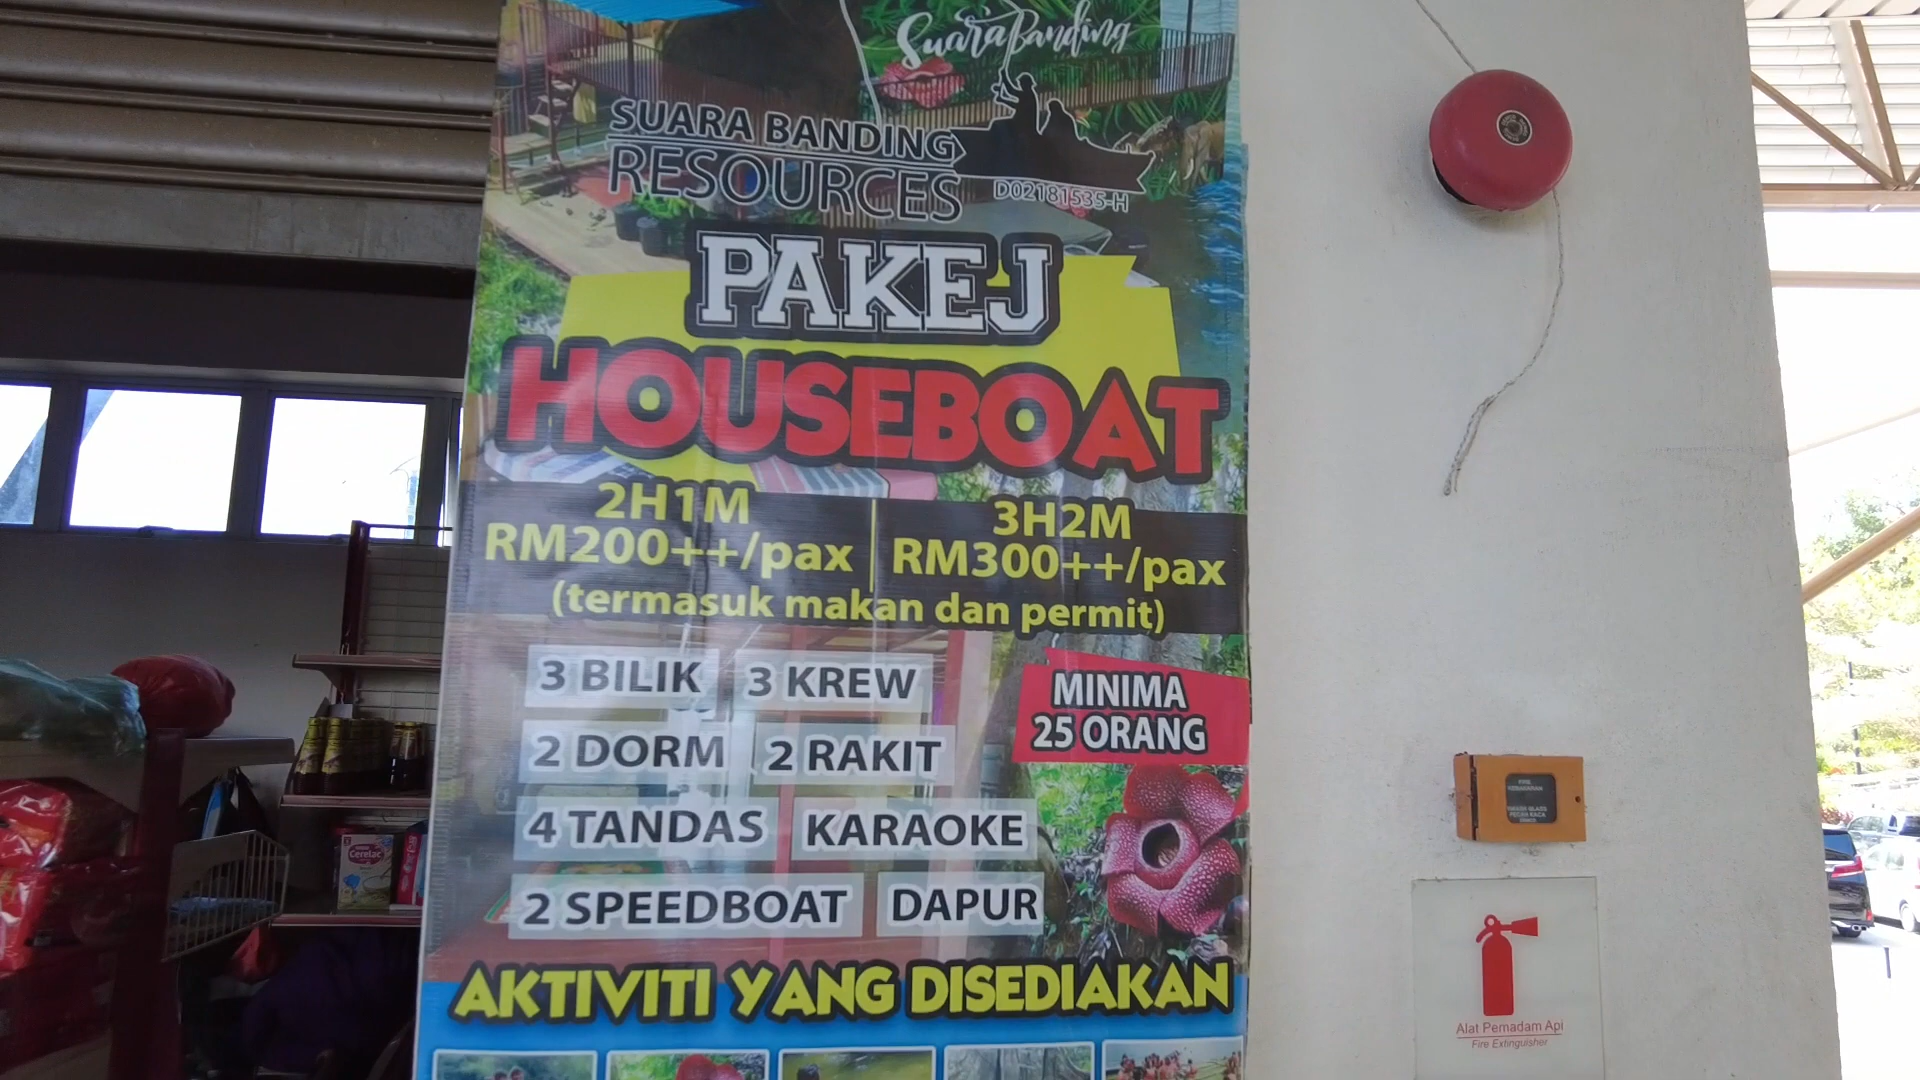 Suara Banding
SUARA BANDING
RESOURCES
D02181535-H
PAKEJ
HOUSEBOAT
2H1M
RM200++/pax
3H2M
RM300++/pax
(termasuk makan dan permit)
3 BILIK
3 KREW
MINIMA
25 ORANG
2 DORM
2 RAKIT
4 TANDAS
KARAOKE
2 SPEEDBOAT
DAPUR
AKTIVITI YANG DISEDIAKAN
Cerelac
Alat Pemadam Api
Fire Extinguisher